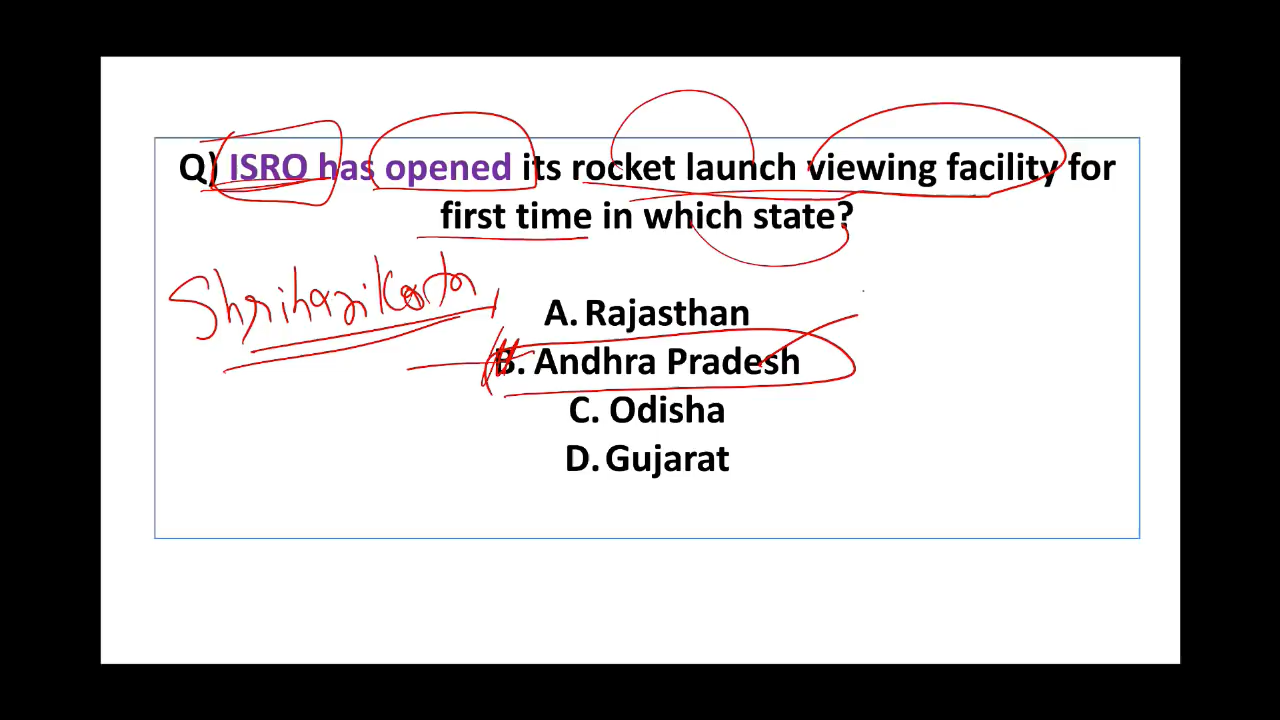 Q) ISRO has opened its rocket launch viewing facility for
first time in which state?
Shriharikota
A. Rajasthan
B. Andhra Pradesh
C. Odisha
D. Gujarat